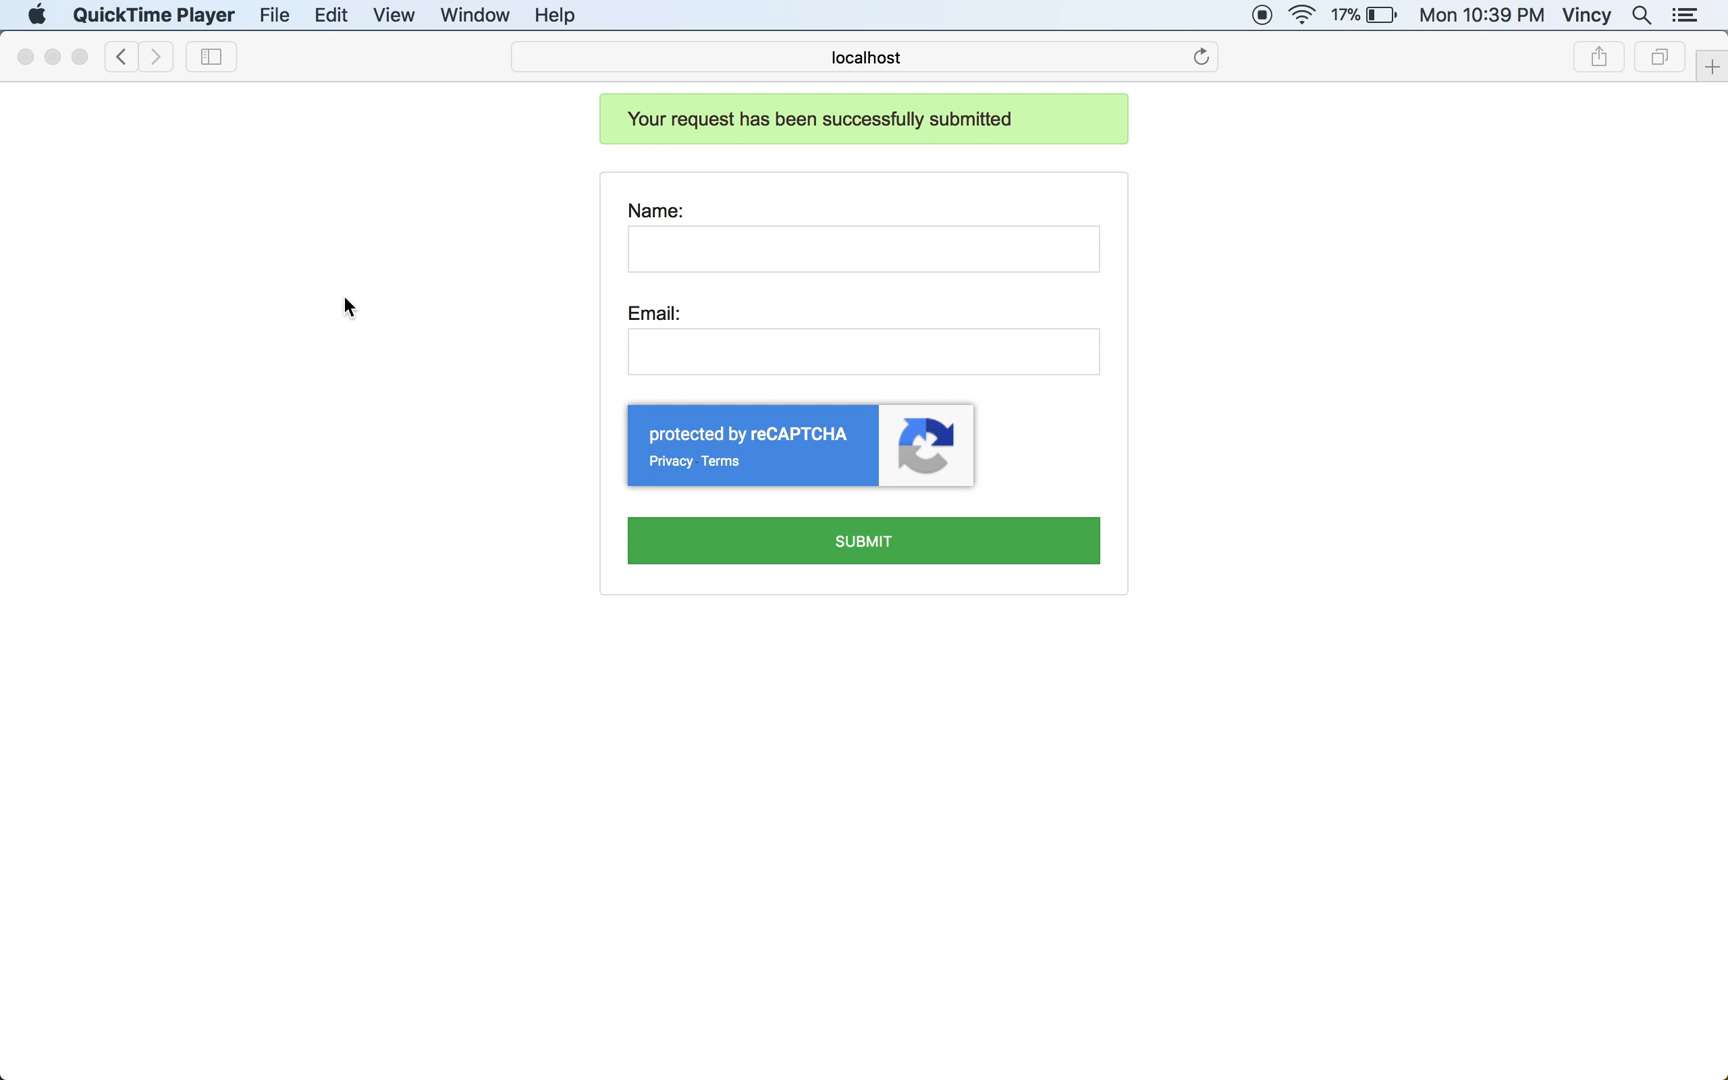 QuickTime Player File Edit View Window Help 17% Mon 10:39 PM Vincy
localhost
Your request has been successfully submitted
Name:
Email:
protected by reCAPTCHA
Privacy - Terms
SUBMIT